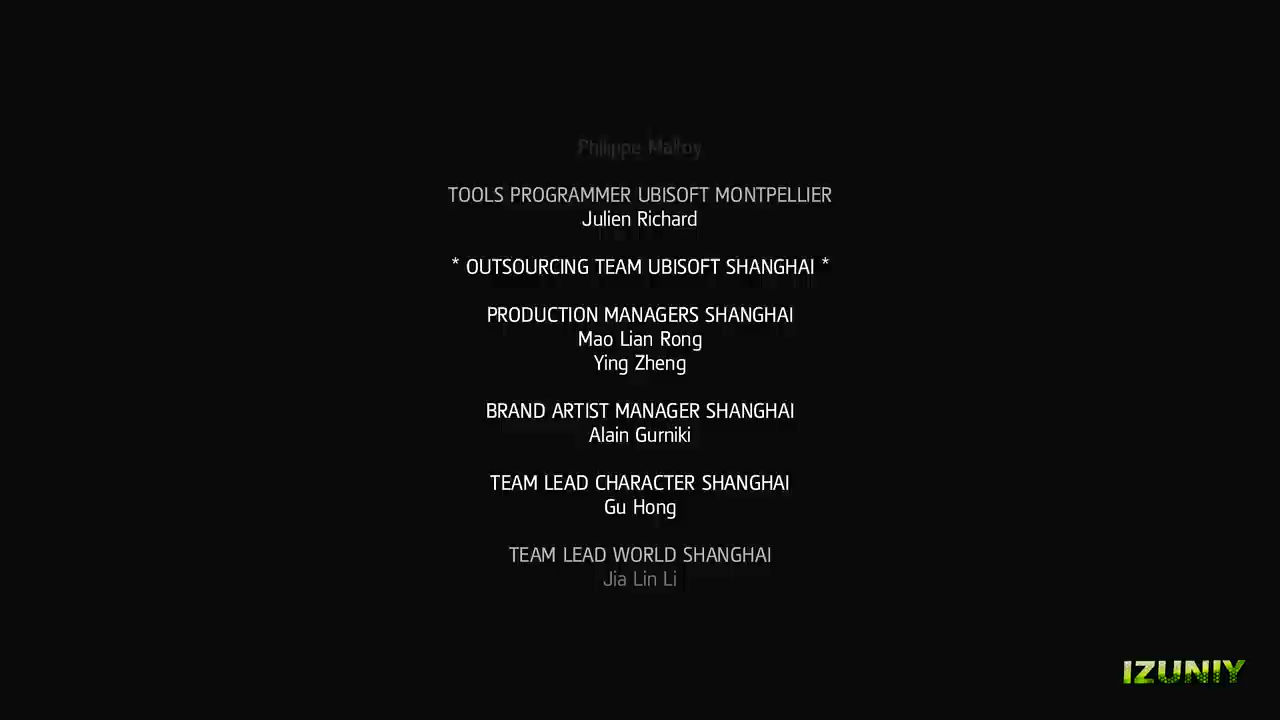 Philippe Malloy
TOOLS PROGRAMMER UBISOFT MONTPELLIER
Julien Richard
* OUTSOURCING TEAM UBISOFT SHANGHAI *
PRODUCTION MANAGERS SHANGHAI
Mao Lian Rong
Ying Zheng
BRAND ARTIST MANAGER SHANGHAI
Alain Gurniki
TEAM LEAD CHARACTER SHANGHAI
Gu Hong
TEAM LEAD WORLD SHANGHAI
Jia Lin Li
IZUNIY